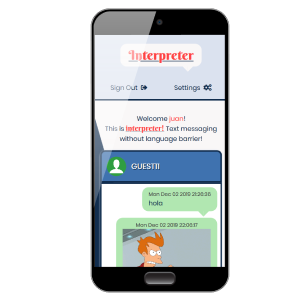 Interpreter
Sign Out Settings
Welcome juan!
This is interpreter! Text messaging
without language barrier!
GUEST11
Mon Dec 02 2019 21:26:36
hola
Mon Dec 02 2019 22:06:17